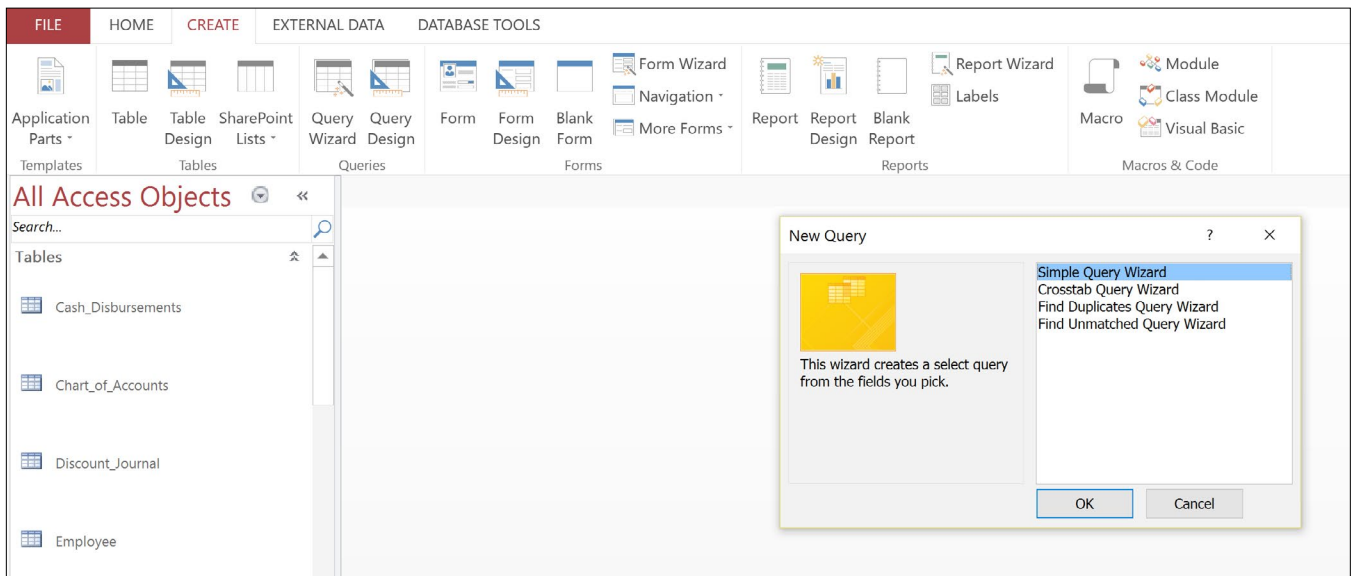 FILE HOME CREATE EXTERNAL DATA DATABASE TOOLS
Application Parts
Table
Table Design
SharePoint Lists
Query Wizard
Query Design
Form
Form Design
Blank Form
Form Wizard
Navigation
More Forms
Report
Report Design
Blank Report
Report Wizard
Labels
Macro
Module
Class Module
Visual Basic
Templates Tables Queries Forms Reports Macros & Code
All Access Objects «
Search...
Tables
Cash_Disbursements
Chart_of_Accounts
Discount_Journal
Employee
New Query ? ×
This wizard creates a select query
from the fields you pick.
Simple Query Wizard
Crosstab Query Wizard
Find Duplicates Query Wizard
Find Unmatched Query Wizard
OK Cancel